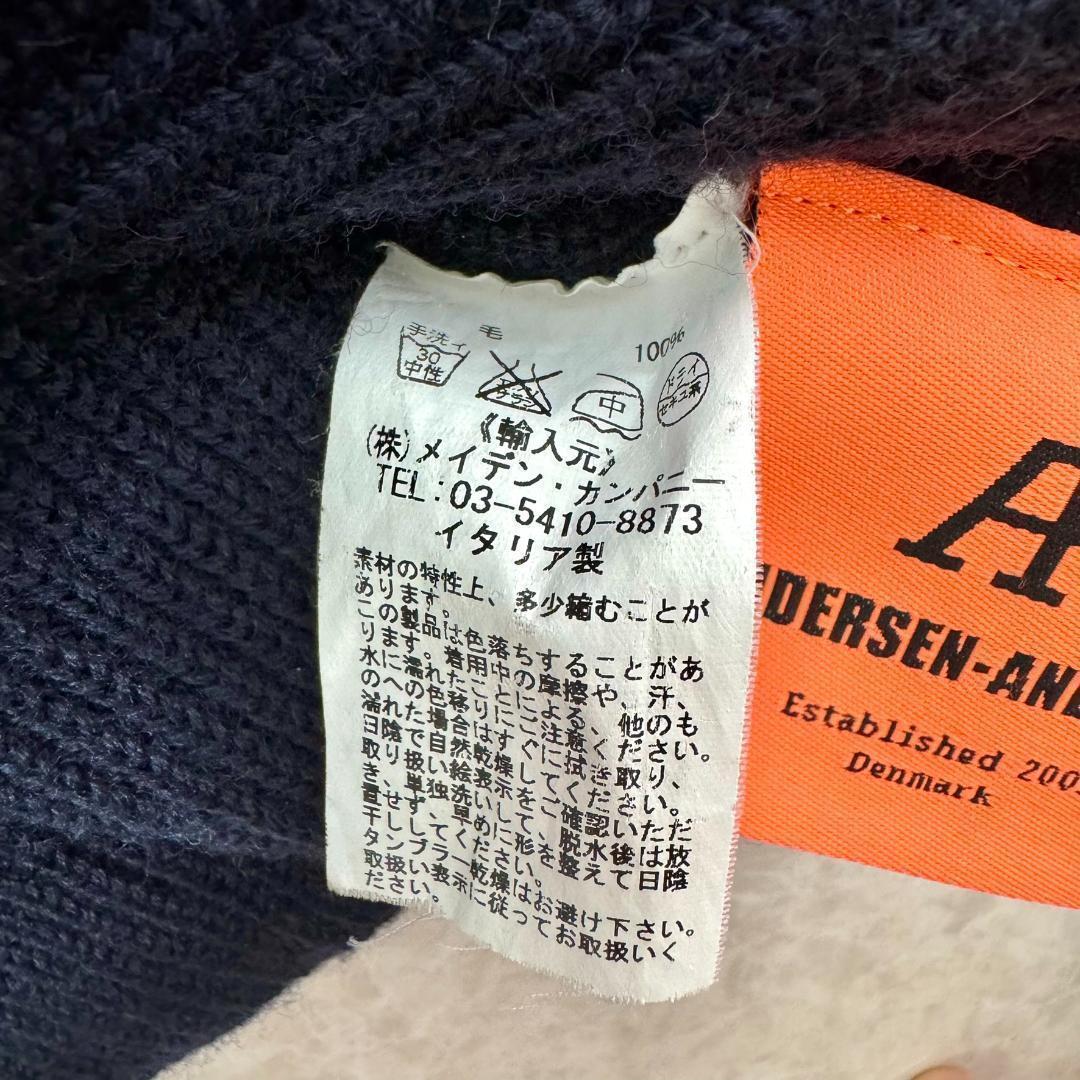 毛 100%
手洗イ
30
中性
中
ドライ
セキユ系
《輸入元》
(株)メイデン・カンパニー
TEL:03-5410-8873
イタリア製
素材の特性上、多少縮むことが
あります。
この製品は色落ちすることがあ
ります。着用中の摩擦や、汗、
水に濡れたことによる、他のも
のへの色移りにご注意ください。
濡れた場合はすぐに拭き取り、
日陰で自然乾燥してください。
取り扱い絵表示をご確認いただ
き、単独洗いして、脱水後は放
置せず早めに形を整えて日陰
干ししてください。
タンブラー乾燥はお避け下さい。
取扱い表示に従ってお取扱いく
ださい。
A
DERSEN-AN
Established 200
Denmark